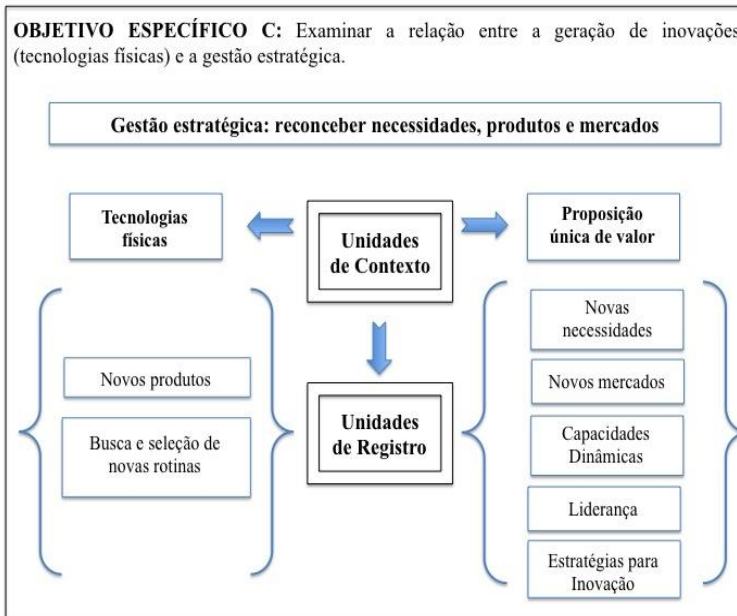 OBJETIVO ESPECÍFICO C: Examinar a relação entre a geração de inovações
(tecnologias físicas) e a gestão estratégica.
Gestão estratégica: reconceber necessidades, produtos e mercados
Tecnologias
físicas
Unidades
de Contexto
Proposição
única de valor
Novos produtos
Busca e seleção de
novas rotinas
Unidades
de Registro
Novas
necessidades
Novos mercados
Capacidades
Dinâmicas
Liderança
Estratégias para
Inovação